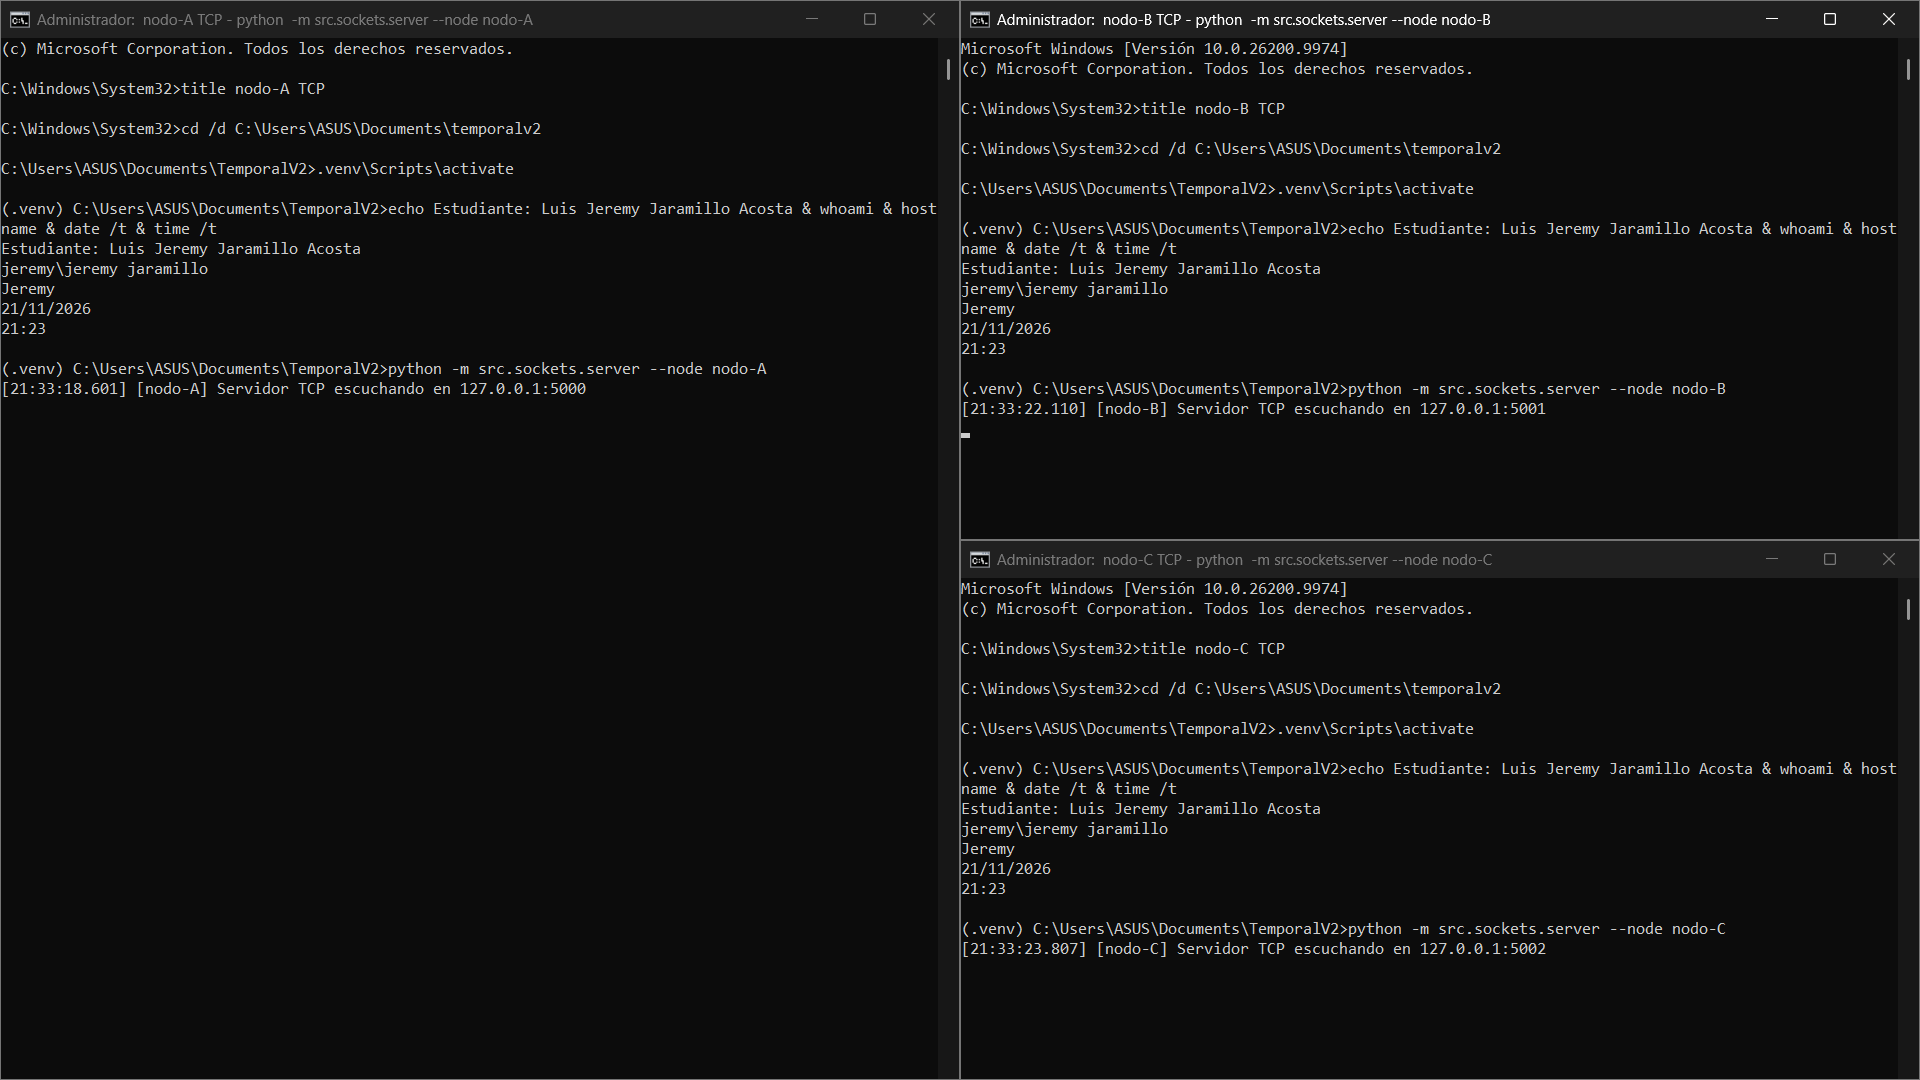 Administrador:  nodo-A TCP - python  -m src.sockets.server --node nodo-A
(c) Microsoft Corporation. Todos los derechos reservados.
C:\Windows\System32>title nodo-A TCP
C:\Windows\System32>cd /d C:\Users\ASUS\Documents\temporalv2
C:\Users\ASUS\Documents\TemporalV2>.venv\Scripts\activate
(.venv) C:\Users\ASUS\Documents\TemporalV2>echo Estudiante: Luis Jeremy Jaramillo Acosta & whoami & host
name & date /t & time /t
Estudiante: Luis Jeremy Jaramillo Acosta
jeremy\jeremy jaramillo
Jeremy
21/11/2026
21:23
(.venv) C:\Users\ASUS\Documents\TemporalV2>python -m src.sockets.server --node nodo-A
[21:33:18.601] [nodo-A] Servidor TCP escuchando en 127.0.0.1:5000
Administrador:  nodo-B TCP - python  -m src.sockets.server --node nodo-B
Microsoft Windows [Versión 10.0.26200.9974]
(c) Microsoft Corporation. Todos los derechos reservados.
C:\Windows\System32>title nodo-B TCP
C:\Windows\System32>cd /d C:\Users\ASUS\Documents\temporalv2
C:\Users\ASUS\Documents\TemporalV2>.venv\Scripts\activate
(.venv) C:\Users\ASUS\Documents\TemporalV2>echo Estudiante: Luis Jeremy Jaramillo Acosta & whoami & host
name & date /t & time /t
Estudiante: Luis Jeremy Jaramillo Acosta
jeremy\jeremy jaramillo
Jeremy
21/11/2026
21:23
(.venv) C:\Users\ASUS\Documents\TemporalV2>python -m src.sockets.server --node nodo-B
[21:33:22.110] [nodo-B] Servidor TCP escuchando en 127.0.0.1:5001
Administrador:  nodo-C TCP - python  -m src.sockets.server --node nodo-C
Microsoft Windows [Versión 10.0.26200.9974]
(c) Microsoft Corporation. Todos los derechos reservados.
C:\Windows\System32>title nodo-C TCP
C:\Windows\System32>cd /d C:\Users\ASUS\Documents\temporalv2
C:\Users\ASUS\Documents\TemporalV2>.venv\Scripts\activate
(.venv) C:\Users\ASUS\Documents\TemporalV2>echo Estudiante: Luis Jeremy Jaramillo Acosta & whoami & host
name & date /t & time /t
Estudiante: Luis Jeremy Jaramillo Acosta
jeremy\jeremy jaramillo
Jeremy
21/11/2026
21:23
(.venv) C:\Users\ASUS\Documents\TemporalV2>python -m src.sockets.server --node nodo-C
[21:33:23.807] [nodo-C] Servidor TCP escuchando en 127.0.0.1:5002